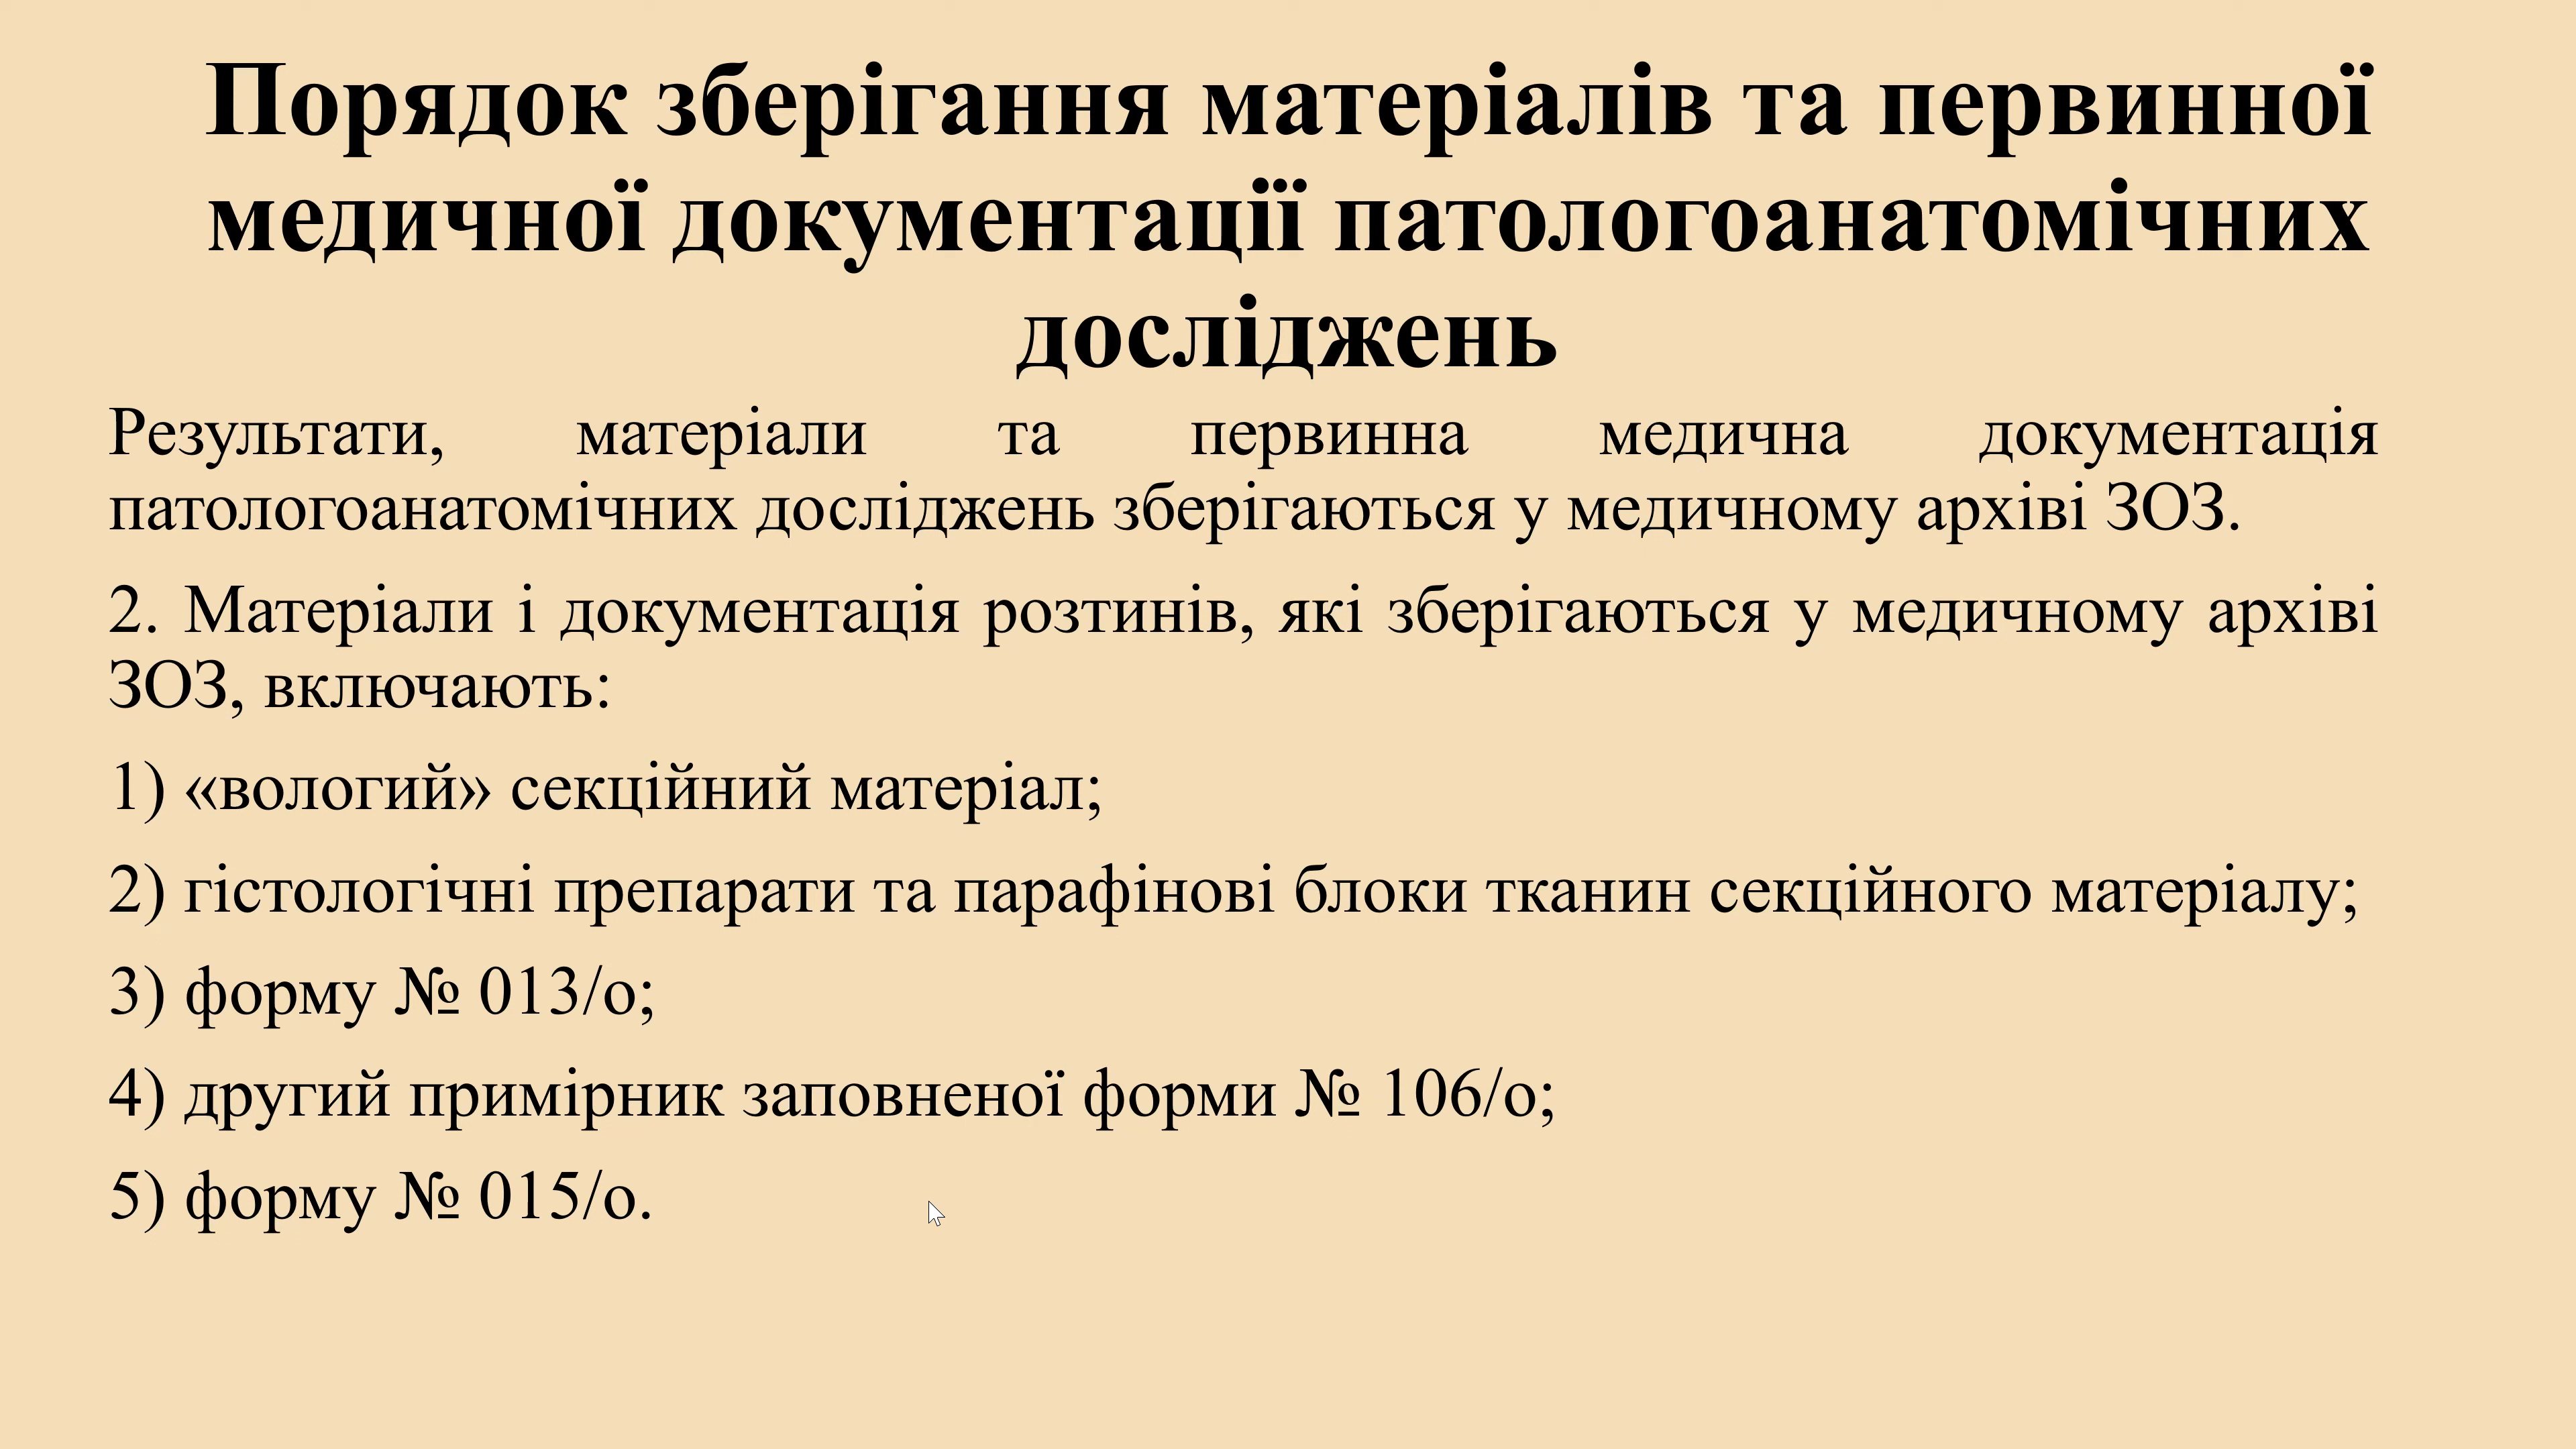 Порядок зберігання матеріалів та первинної
медичної документації патологоанатомічних
досліджень
Результати, матеріали та первинна медична документація
патологоанатомічних досліджень зберігаються у медичному архіві ЗОЗ.
2. Матеріали і документація розтинів, які зберігаються у медичному архіві
ЗОЗ, включають:
1) «вологий» секційний матеріал;
2) гістологічні препарати та парафінові блоки тканин секційного матеріалу;
3) форму № 013/о;
4) другий примірник заповненої форми № 106/о;
5) форму № 015/о.